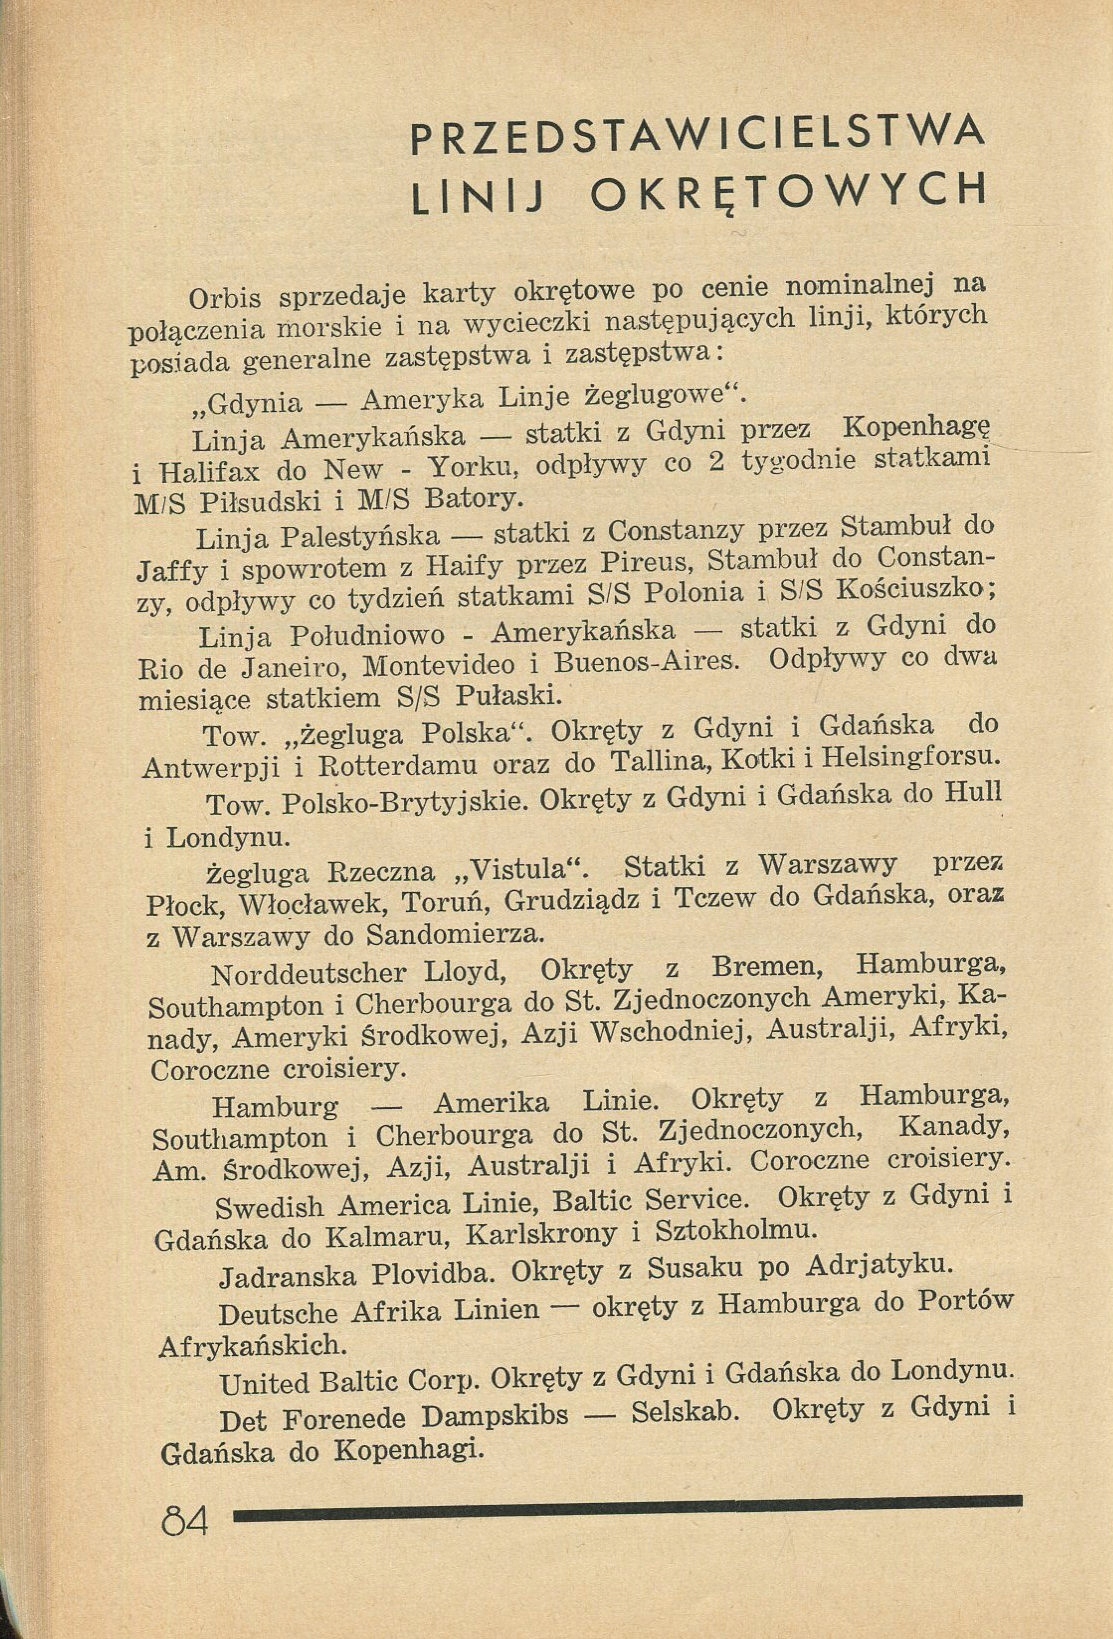 PRZEDSTAWICIELSTWA
LINIJ OKRĘTOWYCH
Orbis sprzedaje karty okrętowe po cenie nominalnej na
połączenia morskie i na wycieczki następujących linji, których
posiada generalne zastępstwa i zastępstwa:
„Gdynia — Ameryka Linje Żeglugowe“.
Linja Amerykańska — statki z Gdyni przez Kopenhagę
i Halifax do New - Yorku, odpływy co 2 tygodnie statkami
M/S Piłsudski i M/S Batory.
Linja Palestyńska — statki z Constanzy przez Stambuł do
Jaffy i spowrotem z Haify przez Pireus, Stambuł do Constan-
zy, odpływy co tydzień statkami S/S Polonia i S/S Kościuszko;
Linja Południowo - Amerykańska — statki z Gdyni do
Rio de Janeiro, Montevideo i Buenos-Aires. Odpływy co dwa
miesiące statkiem S/S Pułaski.
Tow. „Żegluga Polska“. Okręty z Gdyni i Gdańska do
Antwerpji i Rotterdamu oraz do Tallina, Kotki i Helsingforsu.
Tow. Polsko-Brytyjskie. Okręty z Gdyni i Gdańska do Hull
i Londynu.
Żegluga Rzeczna „Vistula“. Statki z Warszawy przez
Płock, Włocławek, Toruń, Grudziądz i Tczew do Gdańska, oraz
z Warszawy do Sandomierza.
Norddeutscher Lloyd, Okręty z Bremen, Hamburga,
Southampton i Cherbourga do St. Zjednoczonych Ameryki, Ka-
nady, Ameryki Środkowej, Azji Wschodniej, Australji, Afryki,
Coroczne croisiery.
Hamburg — Amerika Linie. Okręty z Hamburga,
Southampton i Cherbourga do St. Zjednoczonych, Kanady,
Am. Środkowej, Azji, Australji i Afryki. Coroczne croisiery.
Swedish America Linie, Baltic Service. Okręty z Gdyni i
Gdańska do Kalmaru, Karlskrony i Sztokholmu.
Jadranska Plovidba. Okręty z Susaku po Adrjatyku.
Deutsche Afrika Linien — okręty z Hamburga do Portów
Afrykańskich.
United Baltic Corp. Okręty z Gdyni i Gdańska do Londynu.
Det Forenede Dampskibs — Selskab. Okręty z Gdyni i
Gdańska do Kopenhagi.
84